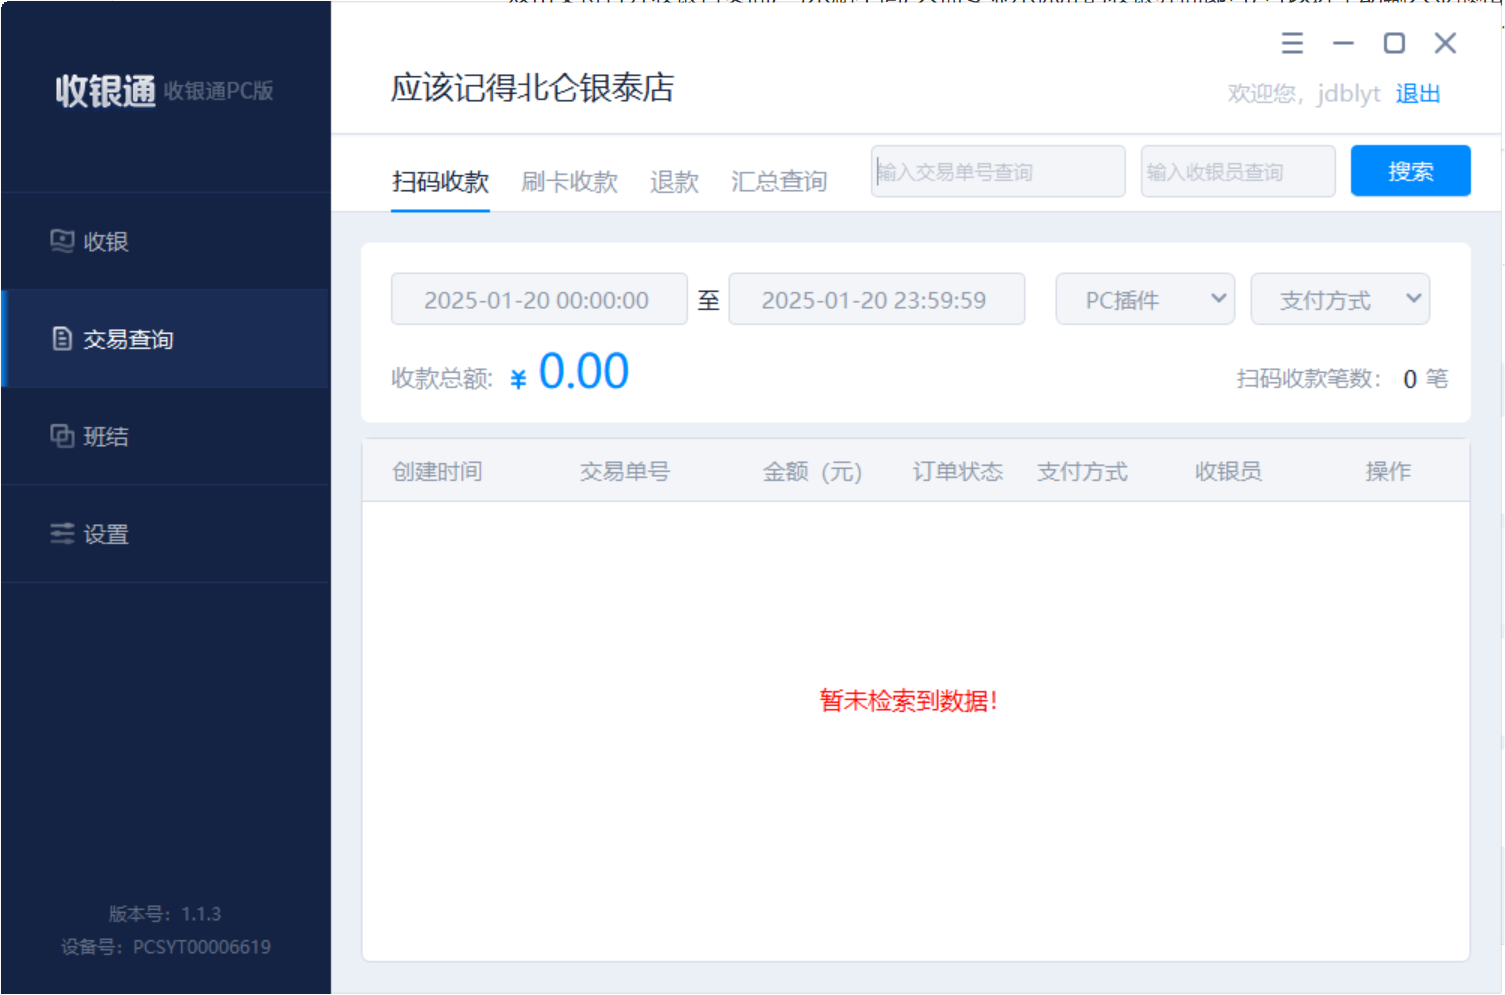 收银通 收银通PC版
应该记得北仑银泰店
欢迎您，jdblyt 退出
收银
交易查询
班结
设置
版本号：1.1.3
设备号：PCSYT00006619
扫码收款 刷卡收款 退款 汇总查询 输入交易单号查询 输入收银员查询 搜索
2025-01-20 00:00:00 至 2025-01-20 23:59:59 PC插件 支付方式
收款总额: ¥ 0.00 扫码收款笔数： 0 笔
创建时间 交易单号 金额（元） 订单状态 支付方式 收银员 操作
暂未检索到数据!